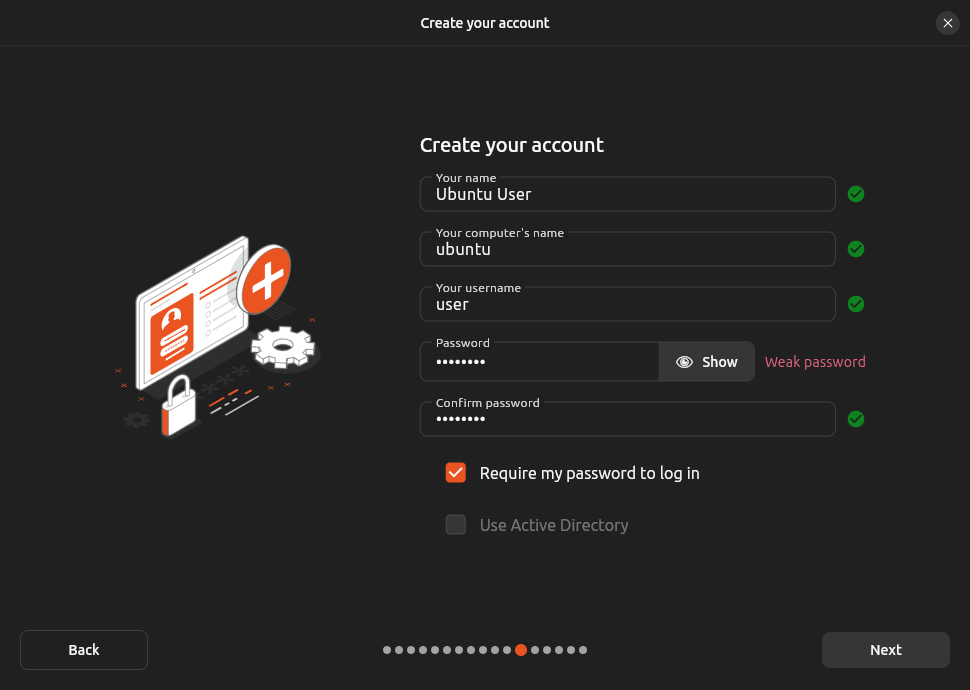 Create your account
Create your account
Your name
Ubuntu User
Your computer's name
ubuntu
Your username
user
Password
••••••••
Show
Weak password
Confirm password
••••••••
Require my password to log in
Use Active Directory
Back
Next